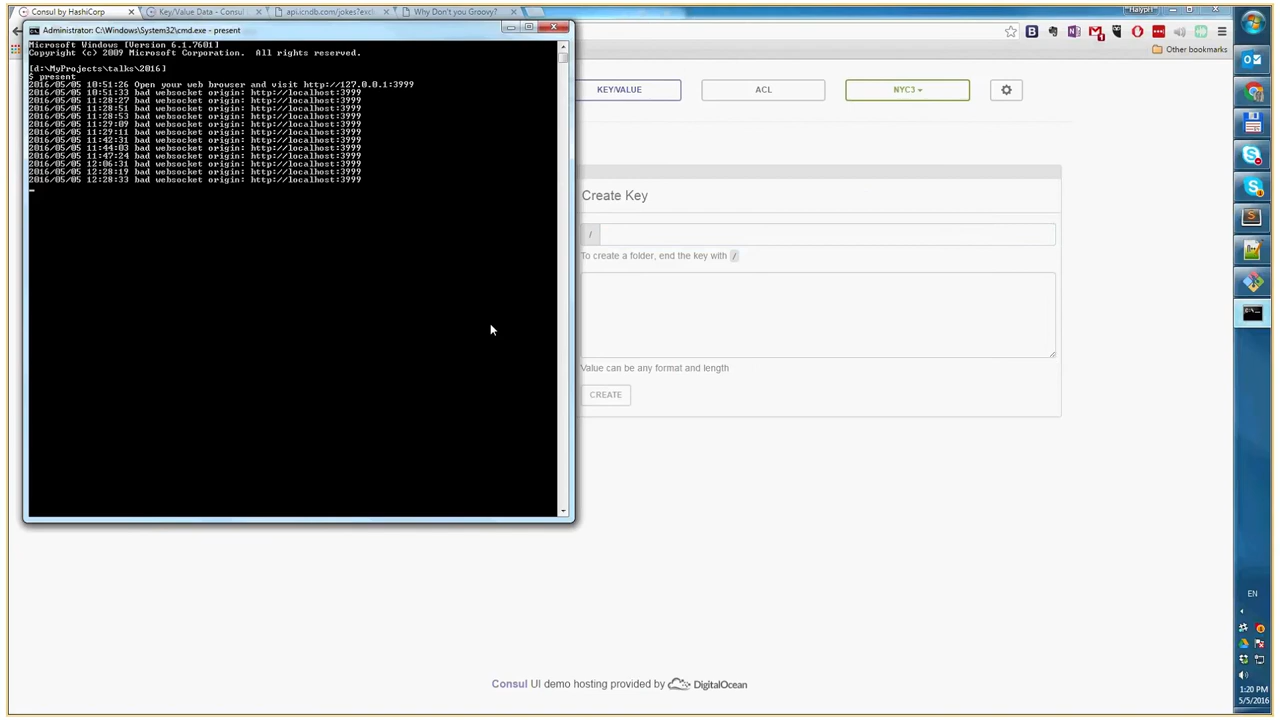 Consul by HashiCorp
Key/Value Data - Consul
api.icndb.com/jokes?excl
Why Don't you Groovy?
Administrator: C:\Windows\System32\cmd.exe - present
Microsoft Windows [Version 6.1.7601]
Copyright (c) 2009 Microsoft Corporation. All rights reserved.
[d:\MyProjects\talks\2016]
$ present
2016/05/05 10:51:26 Open your web browser and visit http://127.0.0.1:3999
2016/05/05 10:51:33 bad websocket origin: http://localhost:3999
2016/05/05 11:28:27 bad websocket origin: http://localhost:3999
2016/05/05 11:28:51 bad websocket origin: http://localhost:3999
2016/05/05 11:28:53 bad websocket origin: http://localhost:3999
2016/05/05 11:29:09 bad websocket origin: http://localhost:3999
2016/05/05 11:29:11 bad websocket origin: http://localhost:3999
2016/05/05 11:42:31 bad websocket origin: http://localhost:3999
2016/05/05 11:44:03 bad websocket origin: http://localhost:3999
2016/05/05 11:47:24 bad websocket origin: http://localhost:3999
2016/05/05 12:06:31 bad websocket origin: http://localhost:3999
2016/05/05 12:28:19 bad websocket origin: http://localhost:3999
2016/05/05 12:28:33 bad websocket origin: http://localhost:3999
Other bookmarks
KEY/VALUE
ACL
NYC3
Create Key
/
To create a folder, end the key with /
Value can be any format and length
CREATE
Consul UI demo hosting provided by DigitalOcean
EN
1:20 PM
5/5/2016